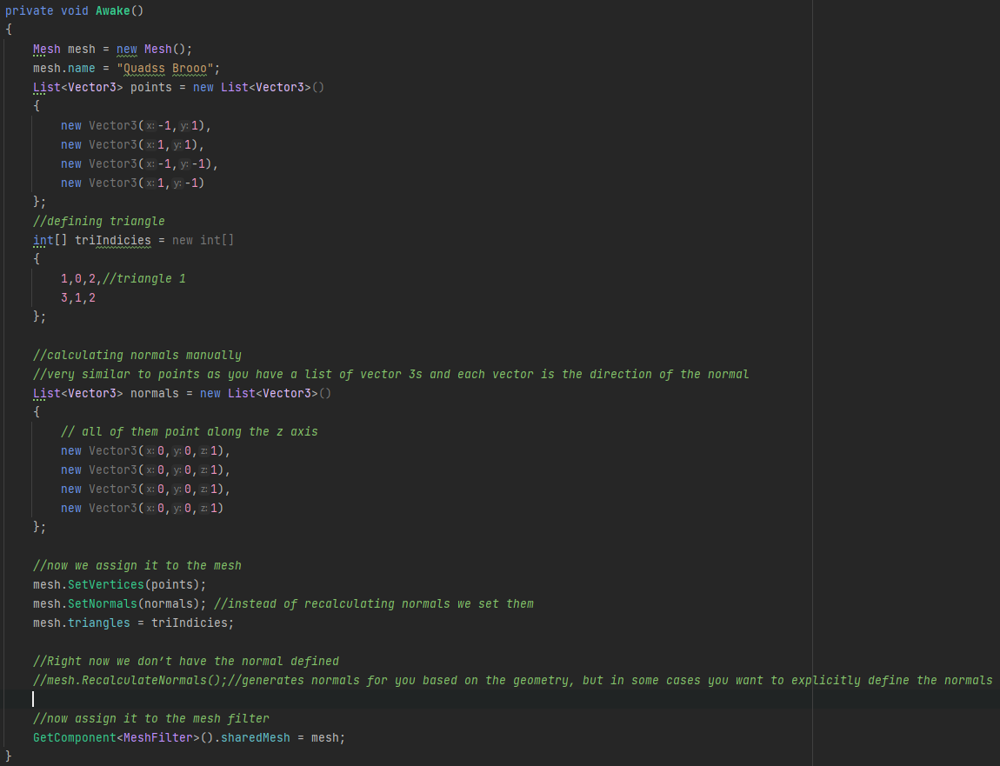 private void Awake()
{
    Mesh mesh = new Mesh();
    mesh.name = "Quadss Brooo";
    List<Vector3> points = new List<Vector3>()
    {
        new Vector3(x:-1,y:1),
        new Vector3(x:1,y:1),
        new Vector3(x:-1,y:-1),
        new Vector3(x:1,y:-1)
    };
    //defining triangle
    int[] triIndicies = new int[]
    {
        1,0,2,//triangle 1
        3,1,2
    };
    //calculating normals manually
    //very similar to points as you have a list of vector 3s and each vector is the direction of the normal
    List<Vector3> normals = new List<Vector3>()
    {
        // all of them point along the z axis
        new Vector3(x:0,y:0,z:1),
        new Vector3(x:0,y:0,z:1),
        new Vector3(x:0,y:0,z:1),
        new Vector3(x:0,y:0,z:1)
    };
    //now we assign it to the mesh
    mesh.SetVertices(points);
    mesh.SetNormals(normals); //instead of recalculating normals we set them
    mesh.triangles = triIndicies;
    //Right now we don't have the normal defined
    //mesh.RecalculateNormals();//generates normals for you based on the geometry, but in some cases you want to explicitly define the normals
    //now assign it to the mesh filter
    GetComponent<MeshFilter>().sharedMesh = mesh;
}